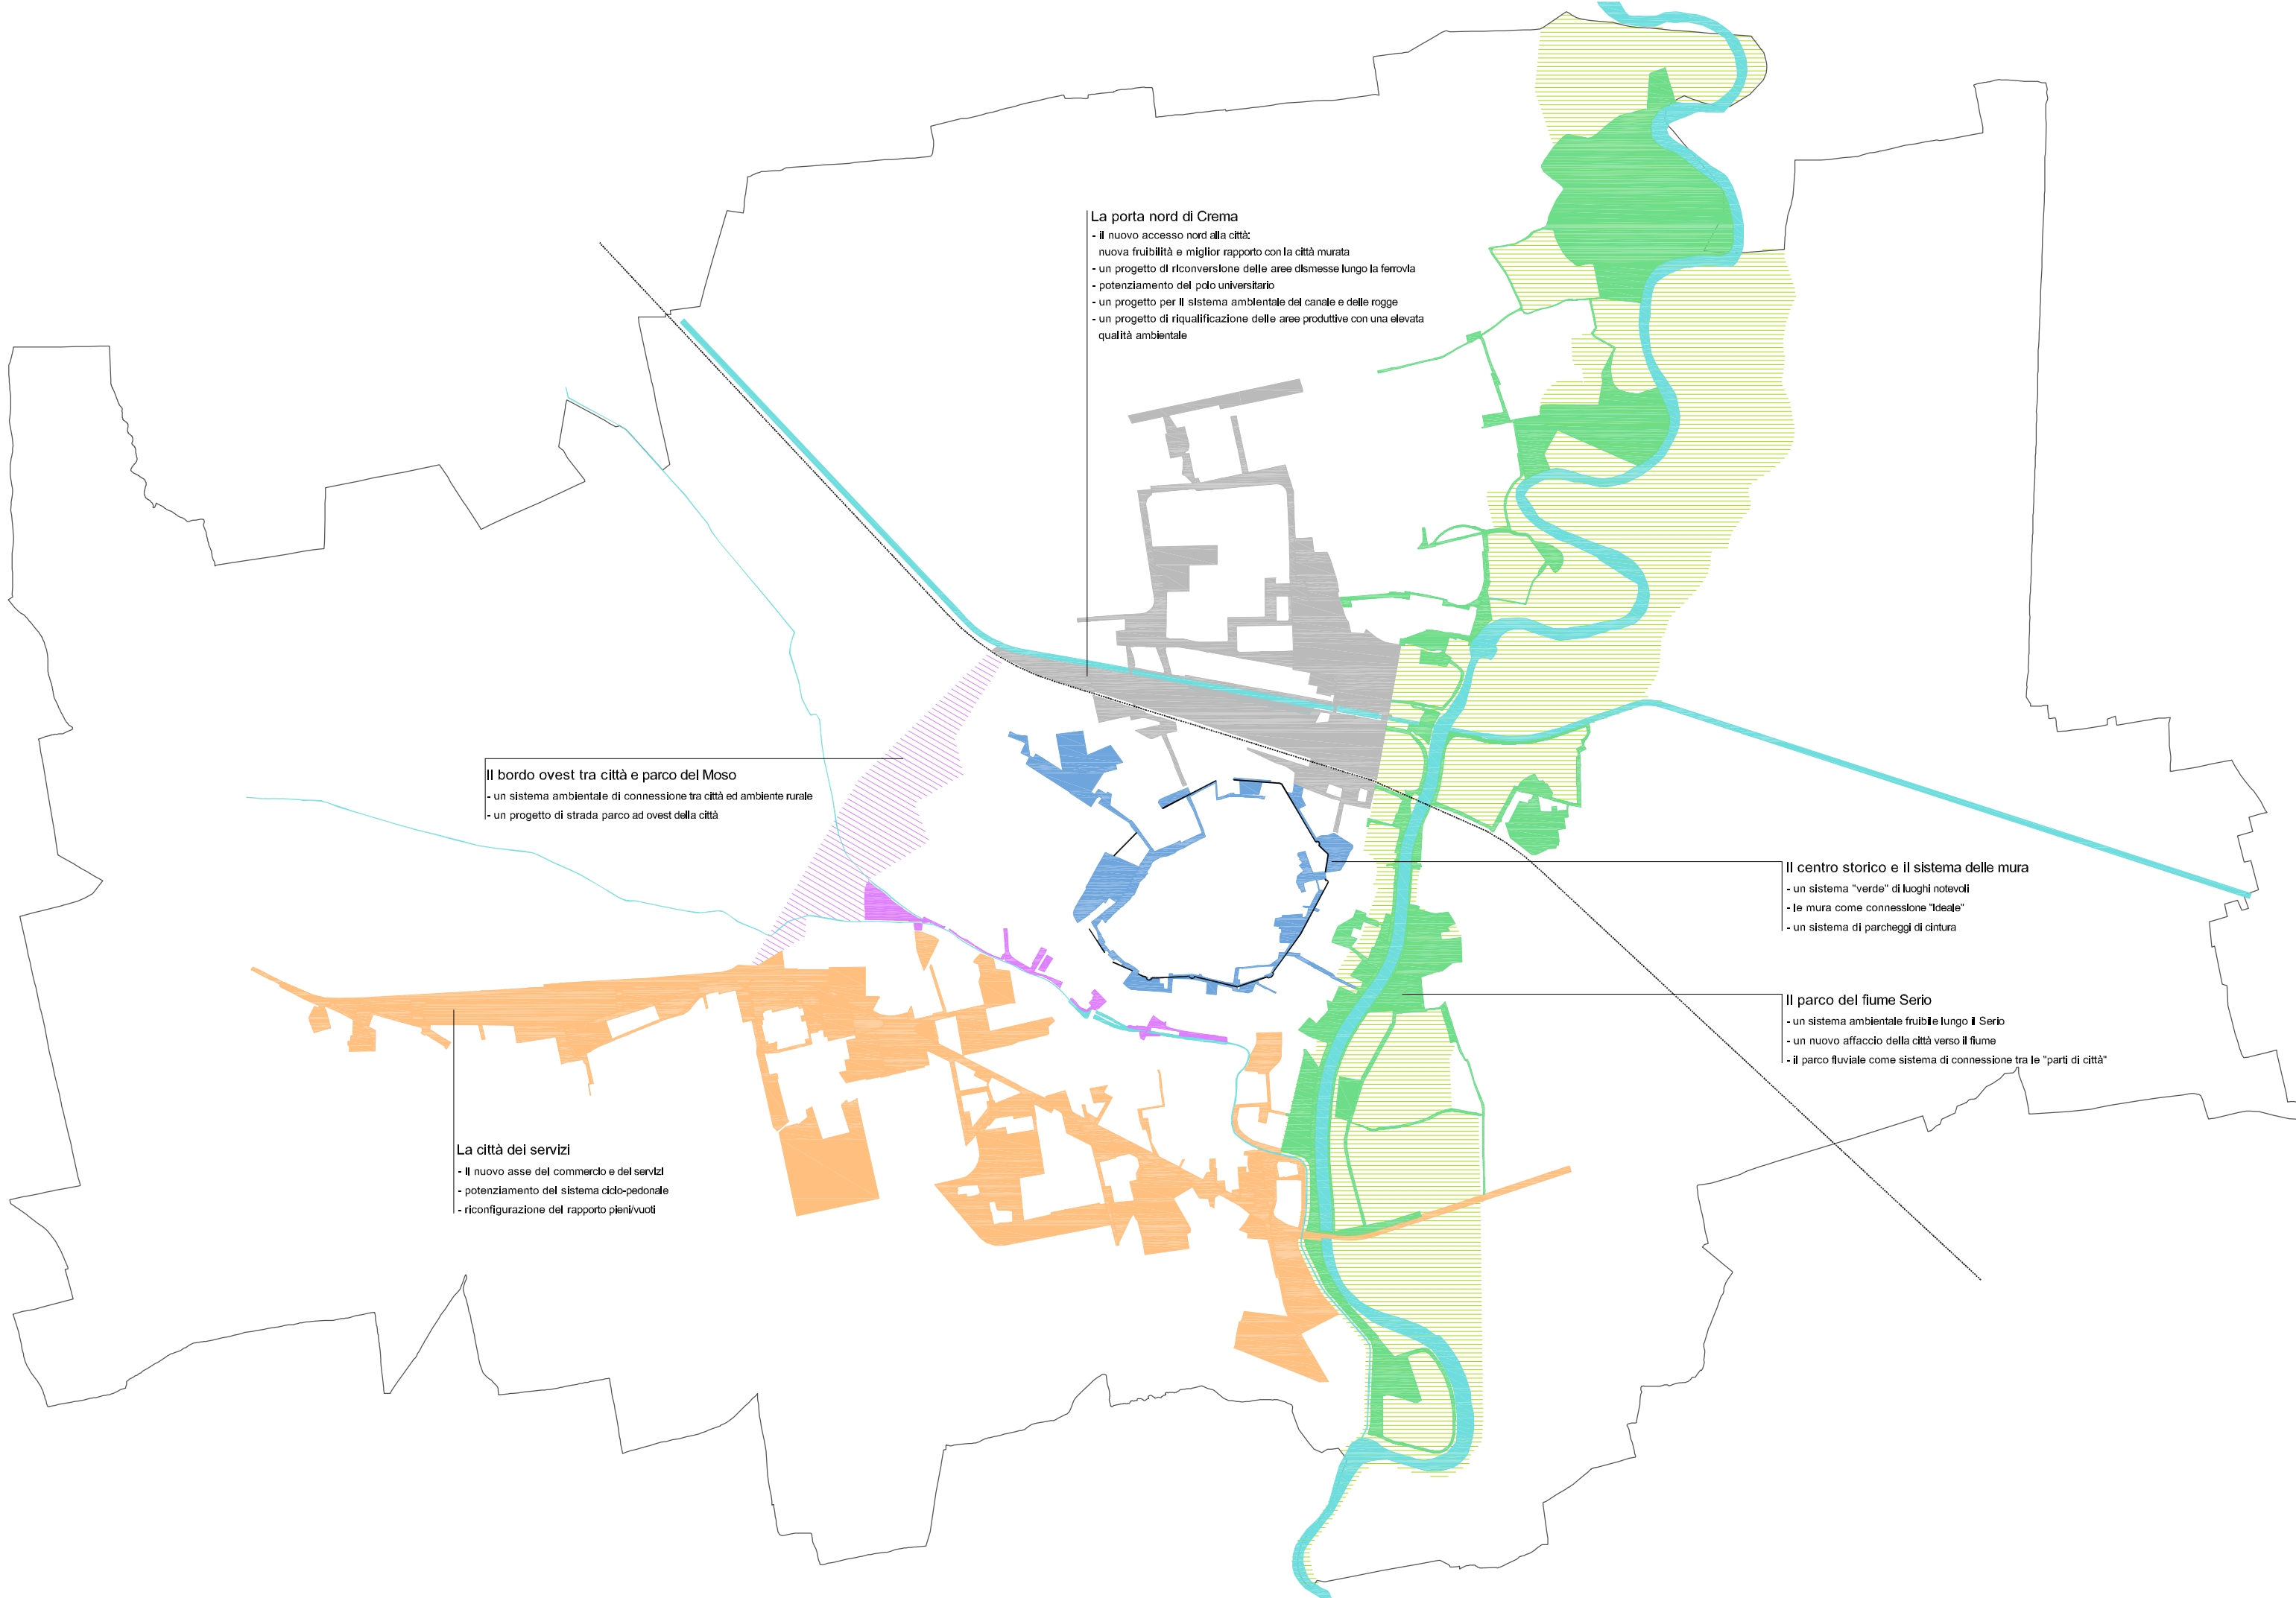 La porta nord di Crema
- il nuovo accesso nord alla città:
nuova fruibilità e miglior rapporto con la città murata
- un progetto di riconversione delle aree dismesse lungo la ferrovia
- potenziamento del polo universitario
- un progetto per il sistema ambientale del canale e delle rogge
- un progetto di riqualificazione delle aree produttive con una elevata
qualità ambientale
Il bordo ovest tra città e parco del Moso
- un sistema ambientale di connessione tra città ed ambiente rurale
- un progetto di strada parco ad ovest della città
Il centro storico e il sistema delle mura
- un sistema "verde" di luoghi notevoli
- le mura come connessione "ideale"
- un sistema di parcheggi di cintura
Il parco del fiume Serio
- un sistema ambientale fruibile lungo il Serio
- un nuovo affaccio della città verso il fiume
- il parco fluviale come sistema di connessione tra le "parti di città"
La città dei servizi
- il nuovo asse del commercio e dei servizi
- potenziamento del sistema ciclo-pedonale
- riconfigurazione del rapporto pieni/vuoti